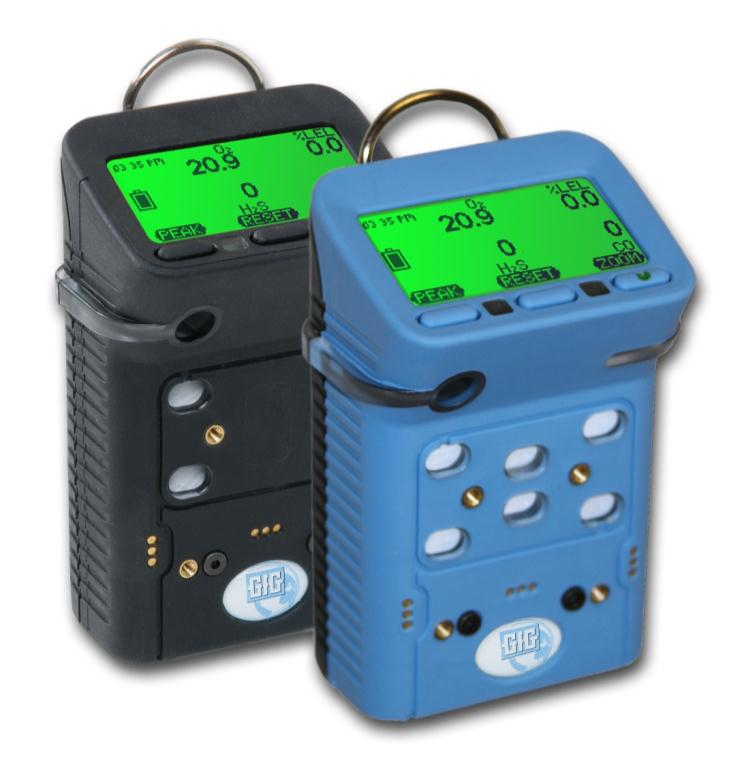 O₂
%LEL
03 35 PM
20.9
0.0
0
H₂S
PEAK
RESET
GfG
O₂
%LEL
03 35 PM
20.9
0.0
0
0
H₂S
CO
PEAK
RESET
ZOOM
GfG